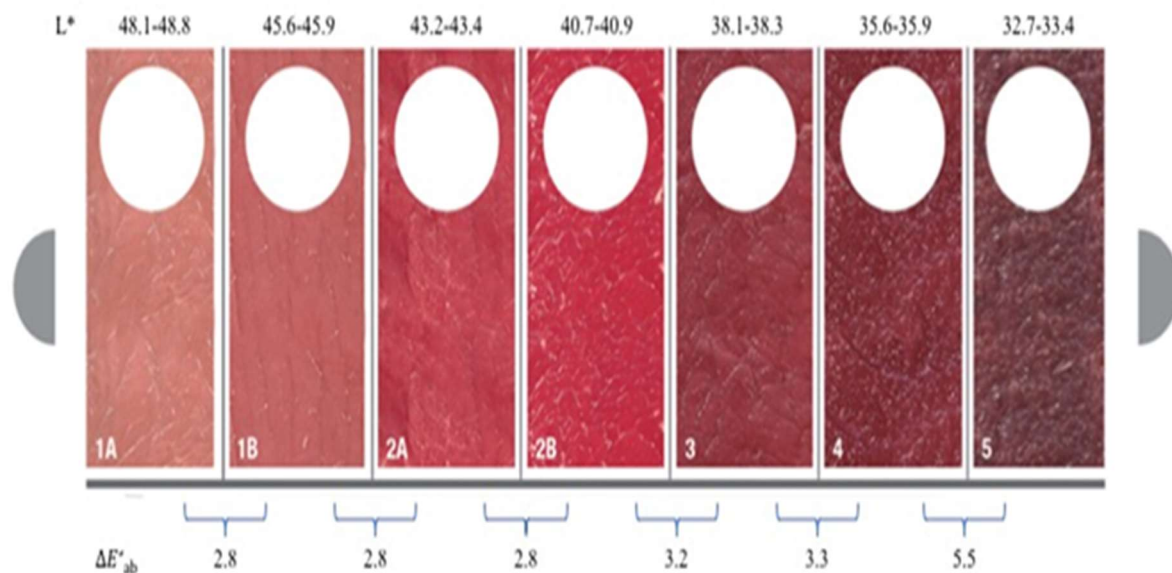 L* 48.1-48.8 45.6-45.9 43.2-43.4 40.7-40.9 38.1-38.3 35.6-35.9 32.7-33.4
1A 1B 2A 2B 3 4 5
ΔE*ab 2.8 2.8 2.8 3.2 3.3 5.5